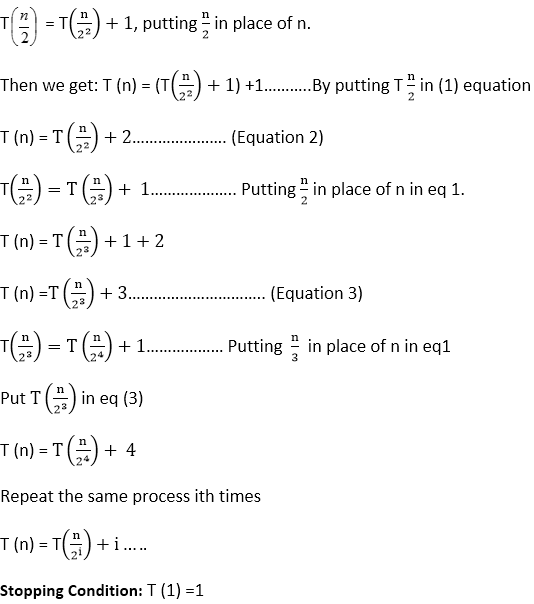 T(n/2) = T(n/2²) + 1, putting n/2 in place of n.
Then we get: T (n) = (T(n/2²) + 1) +1...........By putting T n/2 in (1) equation
T (n) = T(n/2²) + 2...................... (Equation 2)
T(n/2²) = T(n/2³) + 1.................... Putting n/2 in place of n in eq 1.
T (n) = T(n/2³) + 1 + 2
T (n) =T(n/2³) + 3................................ (Equation 3)
T(n/2³) = T(n/2⁴) + 1.................. Putting n/3 in place of n in eq1
Put T(n/2³) in eq (3)
T (n) = T(n/2⁴) + 4
Repeat the same process ith times
T (n) = T(n/2ⁱ) + i .....
Stopping Condition: T (1) =1